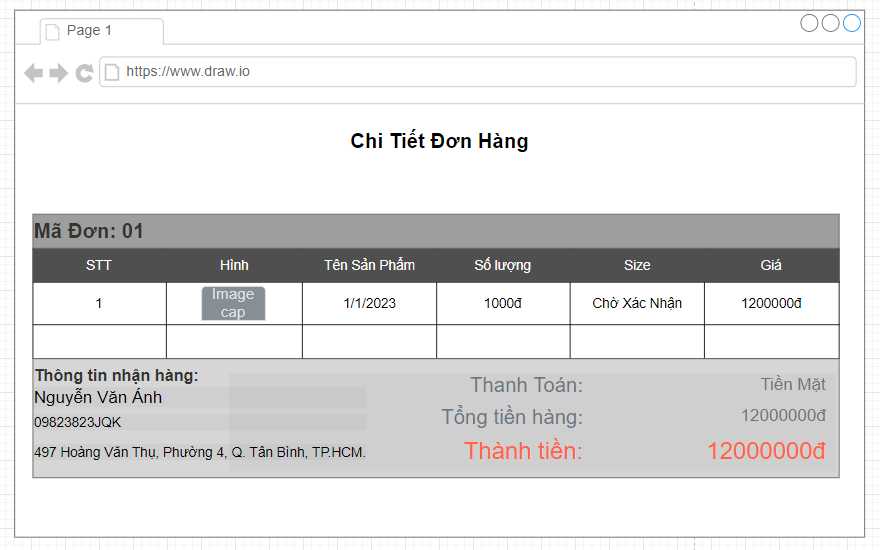 Page 1
https://www.draw.io
Chi Tiết Đơn Hàng
Mã Đơn: 01
STT Hình Tên Sản Phẩm Số lượng Size Giá
1 Image cap 1/1/2023 1000đ Chờ Xác Nhận 1200000đ
Thông tin nhận hàng:
Nguyễn Văn Ánh
09823823JQK
497 Hoàng Văn Thụ, Phường 4, Q. Tân Bình, TP.HCM.
Thanh Toán: Tiền Mặt
Tổng tiền hàng: 12000000đ
Thành tiền: 12000000đ